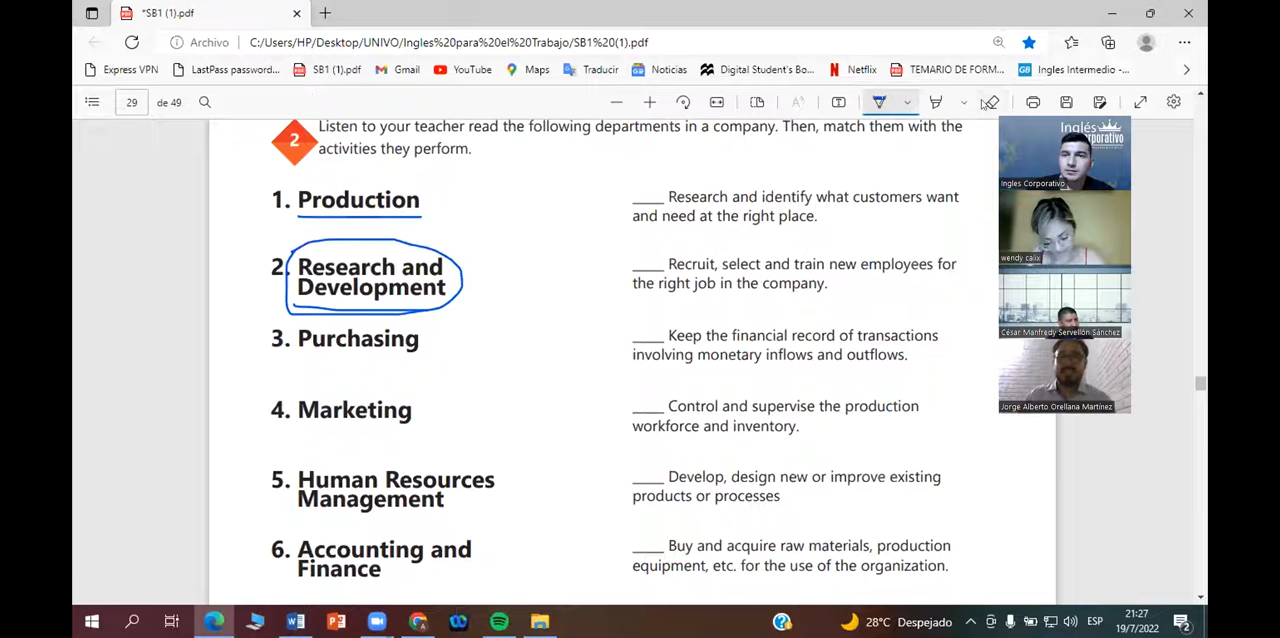 *SB1 (1).pdf
Archivo
C:/Users/HP/Desktop/UNIVO/Ingles%20para%20el%20Trabajo/SB1%20(1).pdf
Express VPN
LastPass password...
SB1 (1).pdf
Gmail
YouTube
Maps
Traducir
Noticias
Digital Student's Bo...
Netflix
TEMARIO DE FORM...
Ingles Intermedio -...
29
de 49
2
Listen to your teacher read the following departments in a company. Then, match them with the
activities they perform.
1. Production
2. Research and
Development
3. Purchasing
4. Marketing
5. Human Resources
Management
6. Accounting and
Finance
____ Research and identify what customers want
and need at the right place.
____ Recruit, select and train new employees for
the right job in the company.
____ Keep the financial record of transactions
involving monetary inflows and outflows.
____ Control and supervise the production
workforce and inventory.
____ Develop, design new or improve existing
products or processes
____ Buy and acquire raw materials, production
equipment, etc. for the use of the organization.
Inglés
Ingles Corporativo
wendy calix
César Manfredy Servellón Sánchez
Jorge Alberto Orellana Martínez
28°C Despejado
ESP
21:27
19/7/2022
2